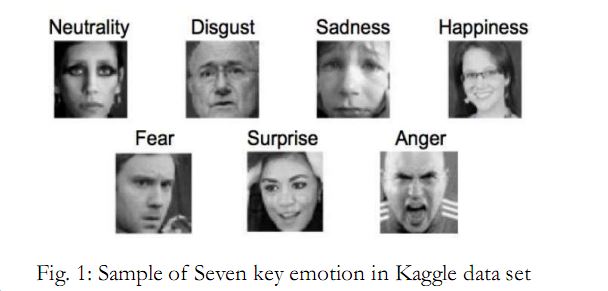 Neutrality Disgust Sadness Happiness
Fear Surprise Anger
Fig. 1: Sample of Seven key emotion in Kaggle data set